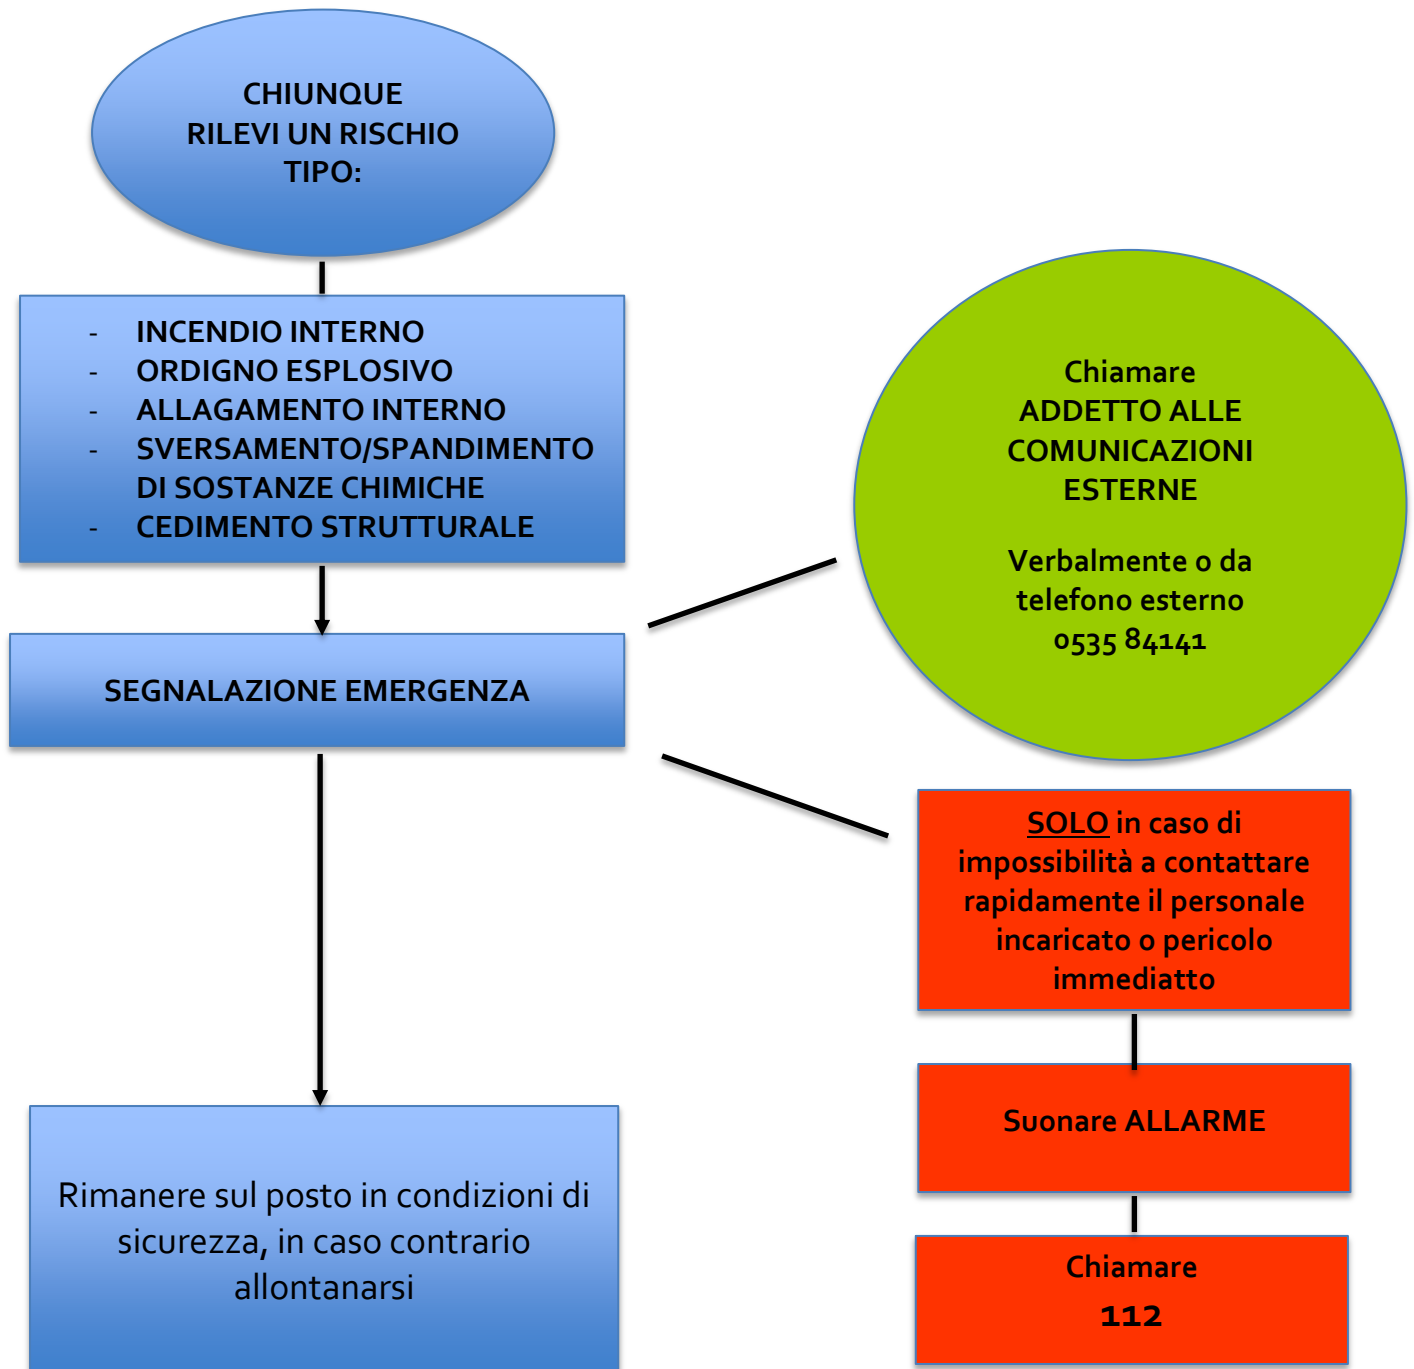 CHIUNQUE
RILEVI UN RISCHIO
TIPO:
- INCENDIO INTERNO
- ORDIGNO ESPLOSIVO
- ALLAGAMENTO INTERNO
- SVERSAMENTO/SPANDIMENTO
DI SOSTANZE CHIMICHE
- CEDIMENTO STRUTTURALE
SEGNALAZIONE EMERGENZA
Chiamare
ADDETTO ALLE
COMUNICAZIONI
ESTERNE
Verbalmente o da
telefono esterno
0535 84141
SOLO in caso di
impossibilità a contattare
rapidamente il personale
incaricato o pericolo
immediatto
Suonare ALLARME
Chiamare
112
Rimanere sul posto in condizioni di
sicurezza, in caso contrario
allontanarsi